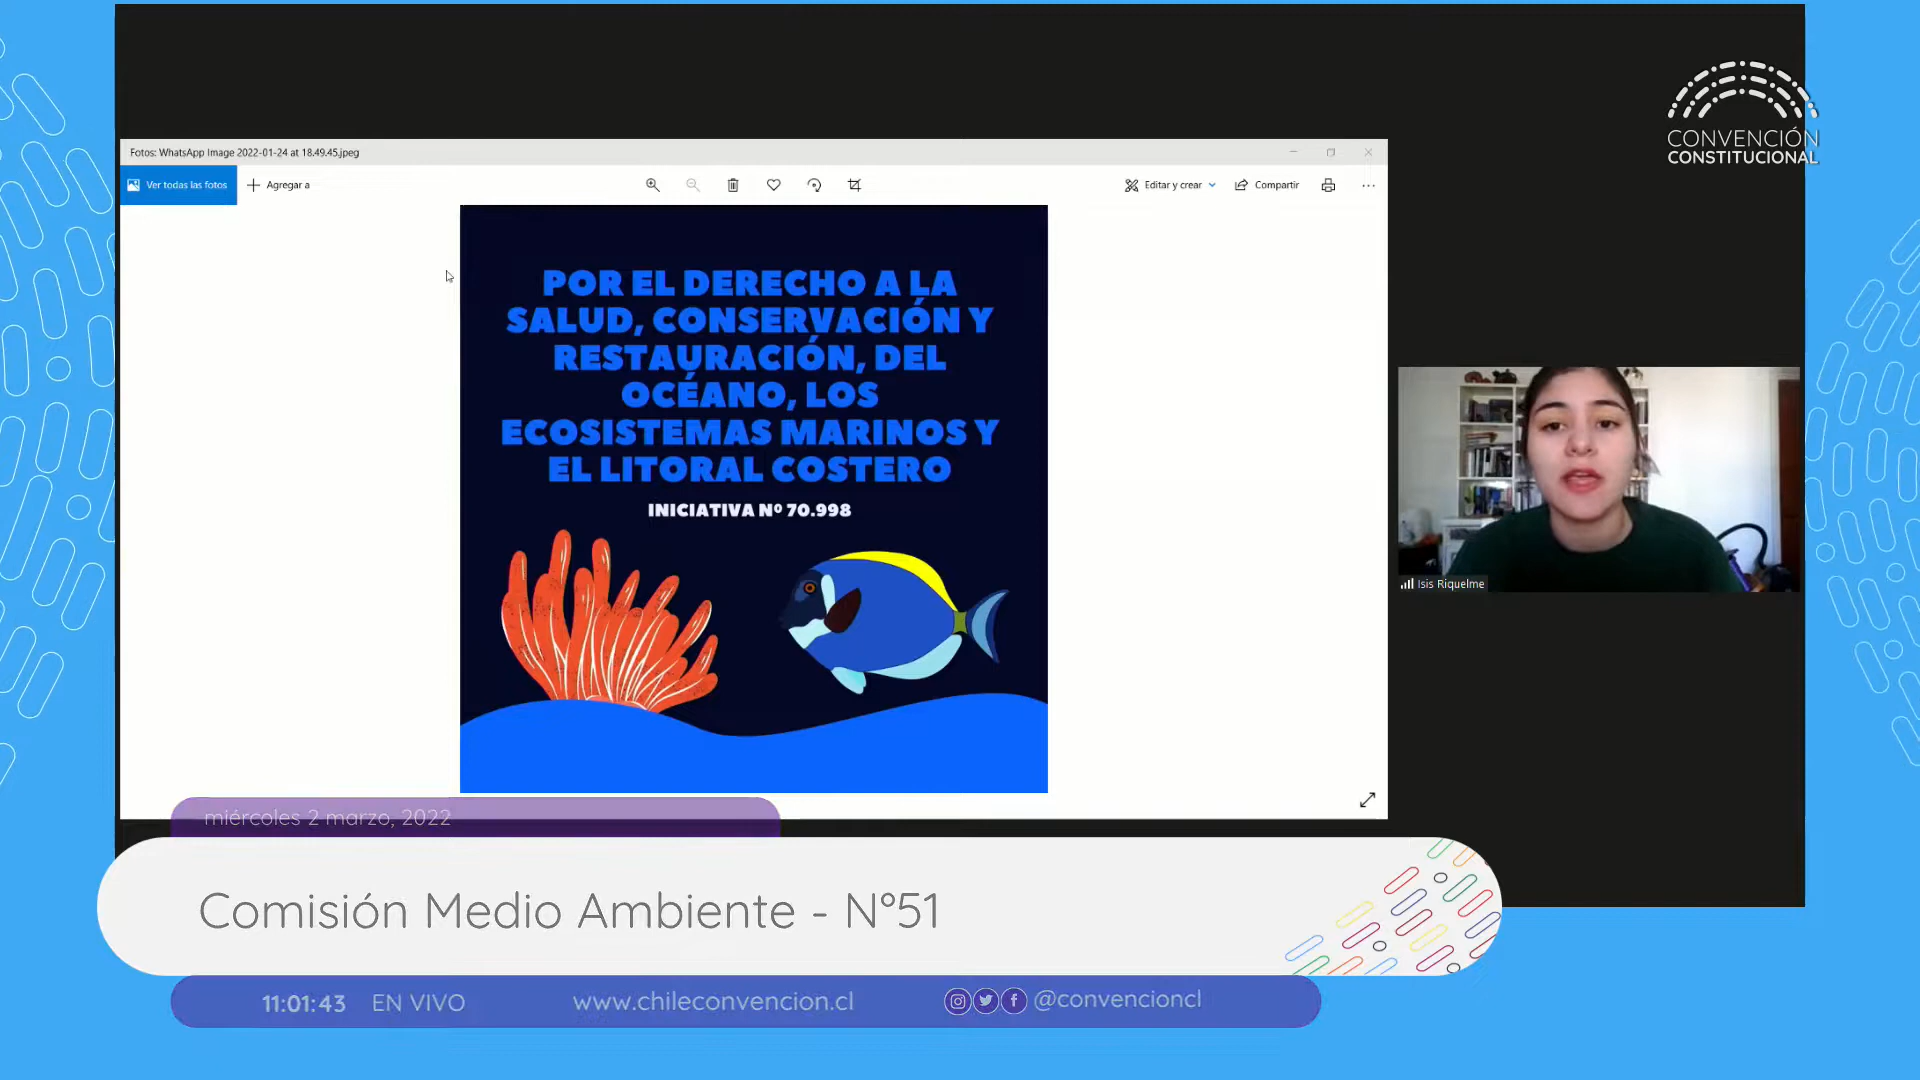 CONVENCIÓN
CONSTITUCIONAL
Fotos: WhatsApp Image 2022-01-24 at 18.49.45.jpeg
Ver todas las fotos
Agregar a
Editar y crear
Compartir
POR EL DERECHO A LA
SALUD, CONSERVACIÓN Y
RESTAURACIÓN, DEL
OCÉANO, LOS
ECOSISTEMAS MARINOS Y
EL LITORAL COSTERO
INICIATIVA Nº 70.998
Isis Riquelme
miércoles 2 marzo, 2022
Comisión Medio Ambiente - N°51
11:01:43 EN VIVO www.chileconvencion.cl @convencioncl